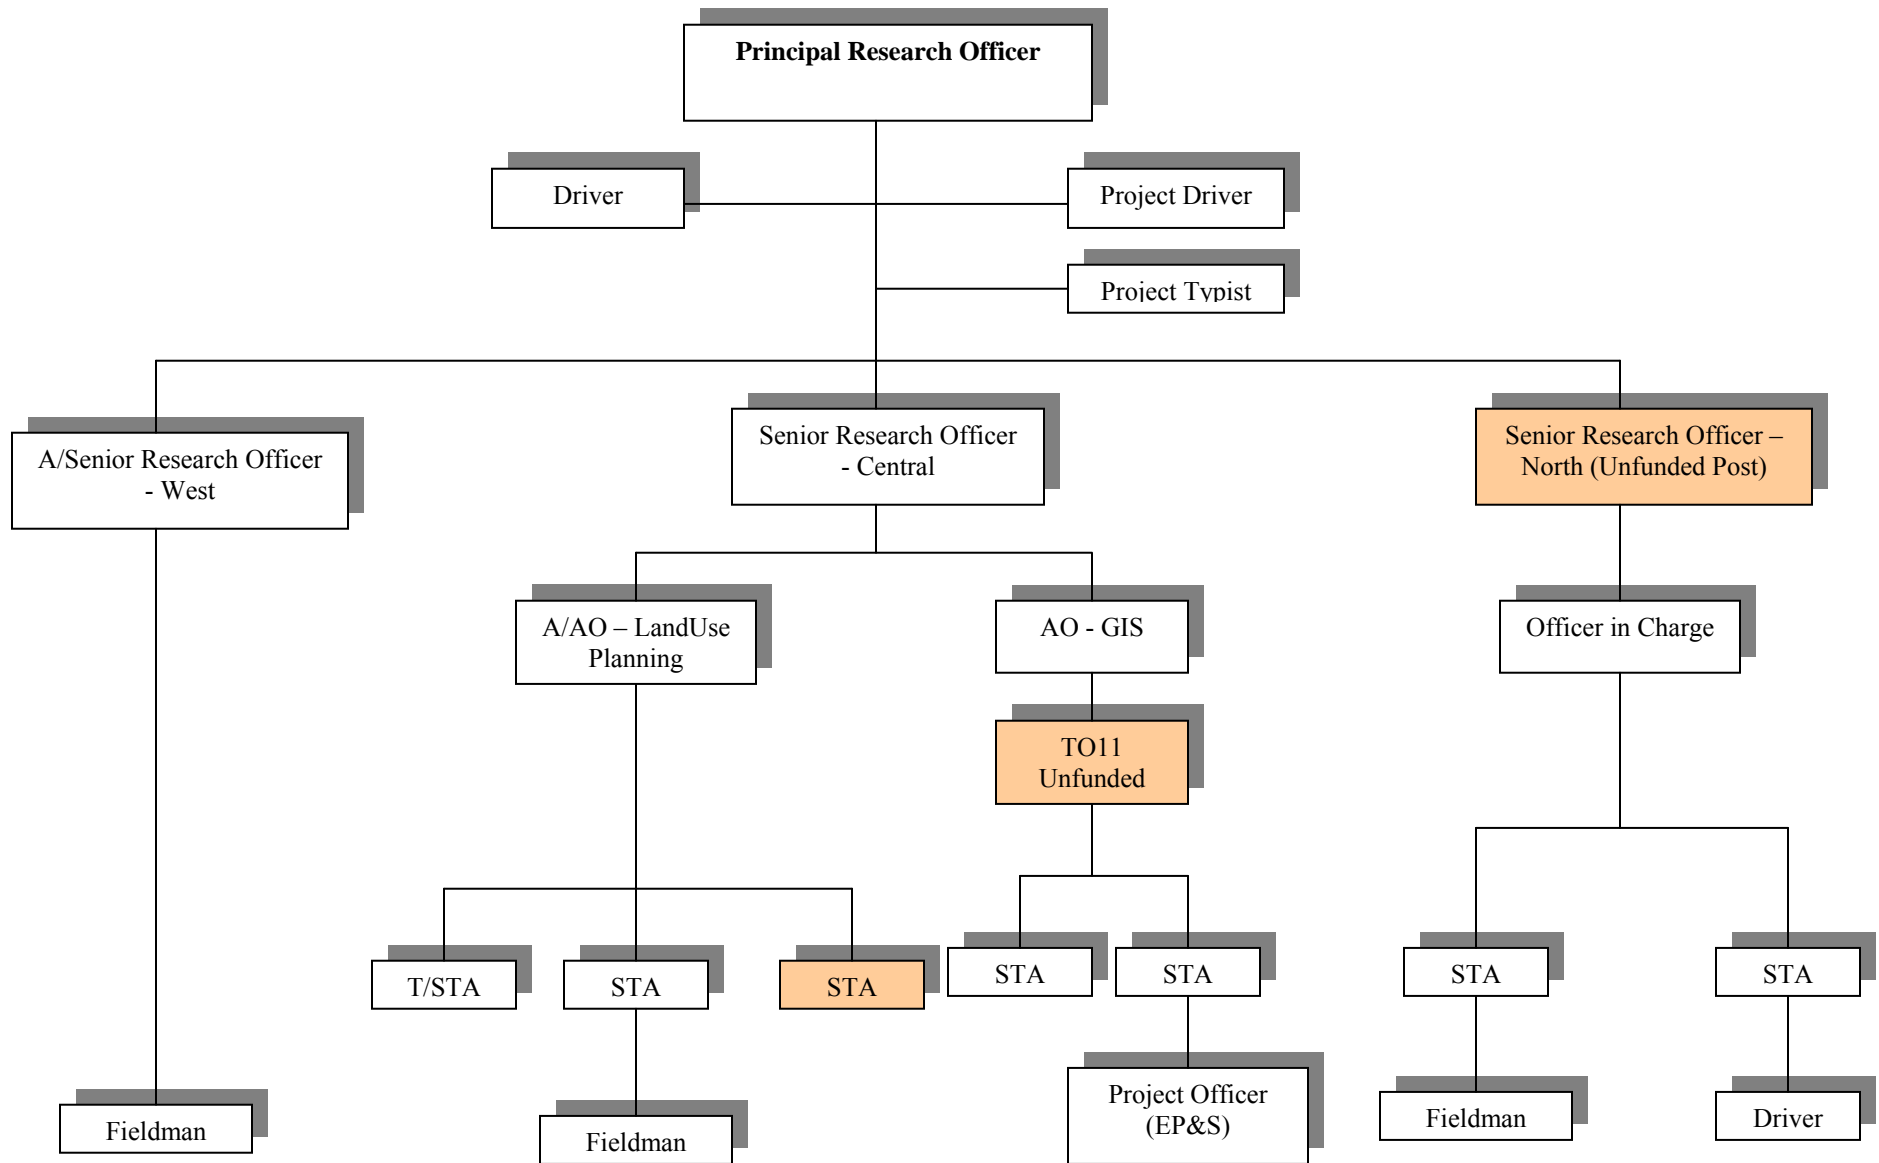 Principal Research Officer
Driver
Project Driver
Project Typist
A/Senior Research Officer
- West
Senior Research Officer
- Central
Senior Research Officer –
North (Unfunded Post)
A/AO – LandUse
Planning
AO - GIS
Officer in Charge
TO11
Unfunded
T/STA
STA
STA
STA
STA
STA
STA
Fieldman
Fieldman
Project Officer
(EP&S)
Fieldman
Driver